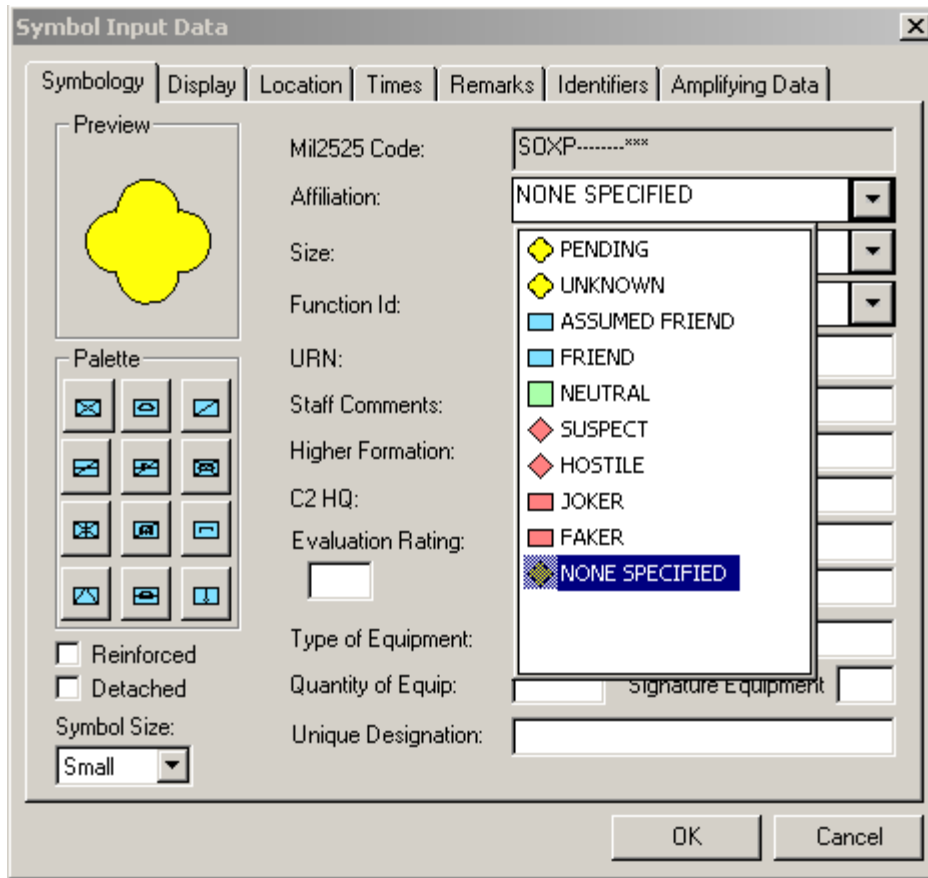 Symbol Input Data
Symbology Display Location Times Remarks Identifiers Amplifying Data
Preview
Mil2525 Code: SOXP--------***
Affiliation: NONE SPECIFIED
Size:
Function Id:
PENDING
UNKNOWN
ASSUMED FRIEND
FRIEND
NEUTRAL
SUSPECT
HOSTILE
JOKER
FAKER
NONE SPECIFIED
Palette
URN:
Staff Comments:
Higher Formation:
C2 HQ:
Evaluation Rating:
Type of Equipment:
Reinforced
Detached
Quantity of Equip: Signature Equipment
Symbol Size:
Small
Unique Designation:
OK Cancel